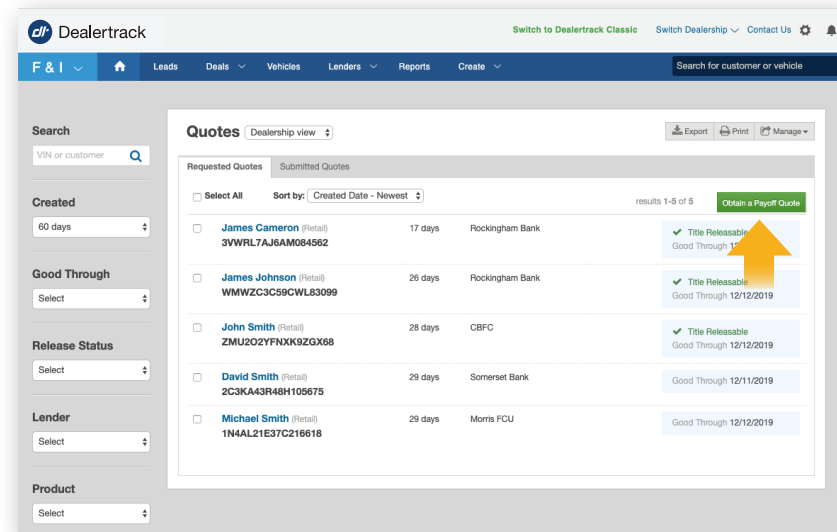 dt Dealertrack
Switch to Dealertrack Classic Switch Dealership Contact Us
F & I Leads Deals Vehicles Lenders Reports Create Search for customer or vehicle
Search
VIN or customer
Created
60 days
Good Through
Select
Release Status
Select
Lender
Select
Product
Select
Quotes Dealership view Export Print Manage
Requested Quotes Submitted Quotes
Select All Sort by: Created Date - Newest results 1-5 of 5 Obtain a Payoff Quote
James Cameron (Retail) 17 days Rockingham Bank Title Releasable
3VWRL7AJ6AM084562 Good Through
James Johnson (Retail) 26 days Rockingham Bank Title Releasable
WMWZC3C59CWL83099 Good Through 12/12/2019
John Smith (Retail) 28 days CBFC Title Releasable
ZMU2O2YFNXK9ZGX68 Good Through 12/12/2019
David Smith (Retail) 29 days Somerset Bank Good Through 12/11/2019
2C3KA43R48H105675
Michael Smith (Retail) 29 days Morris FCU Good Through 12/12/2019
1N4AL21E37C216618